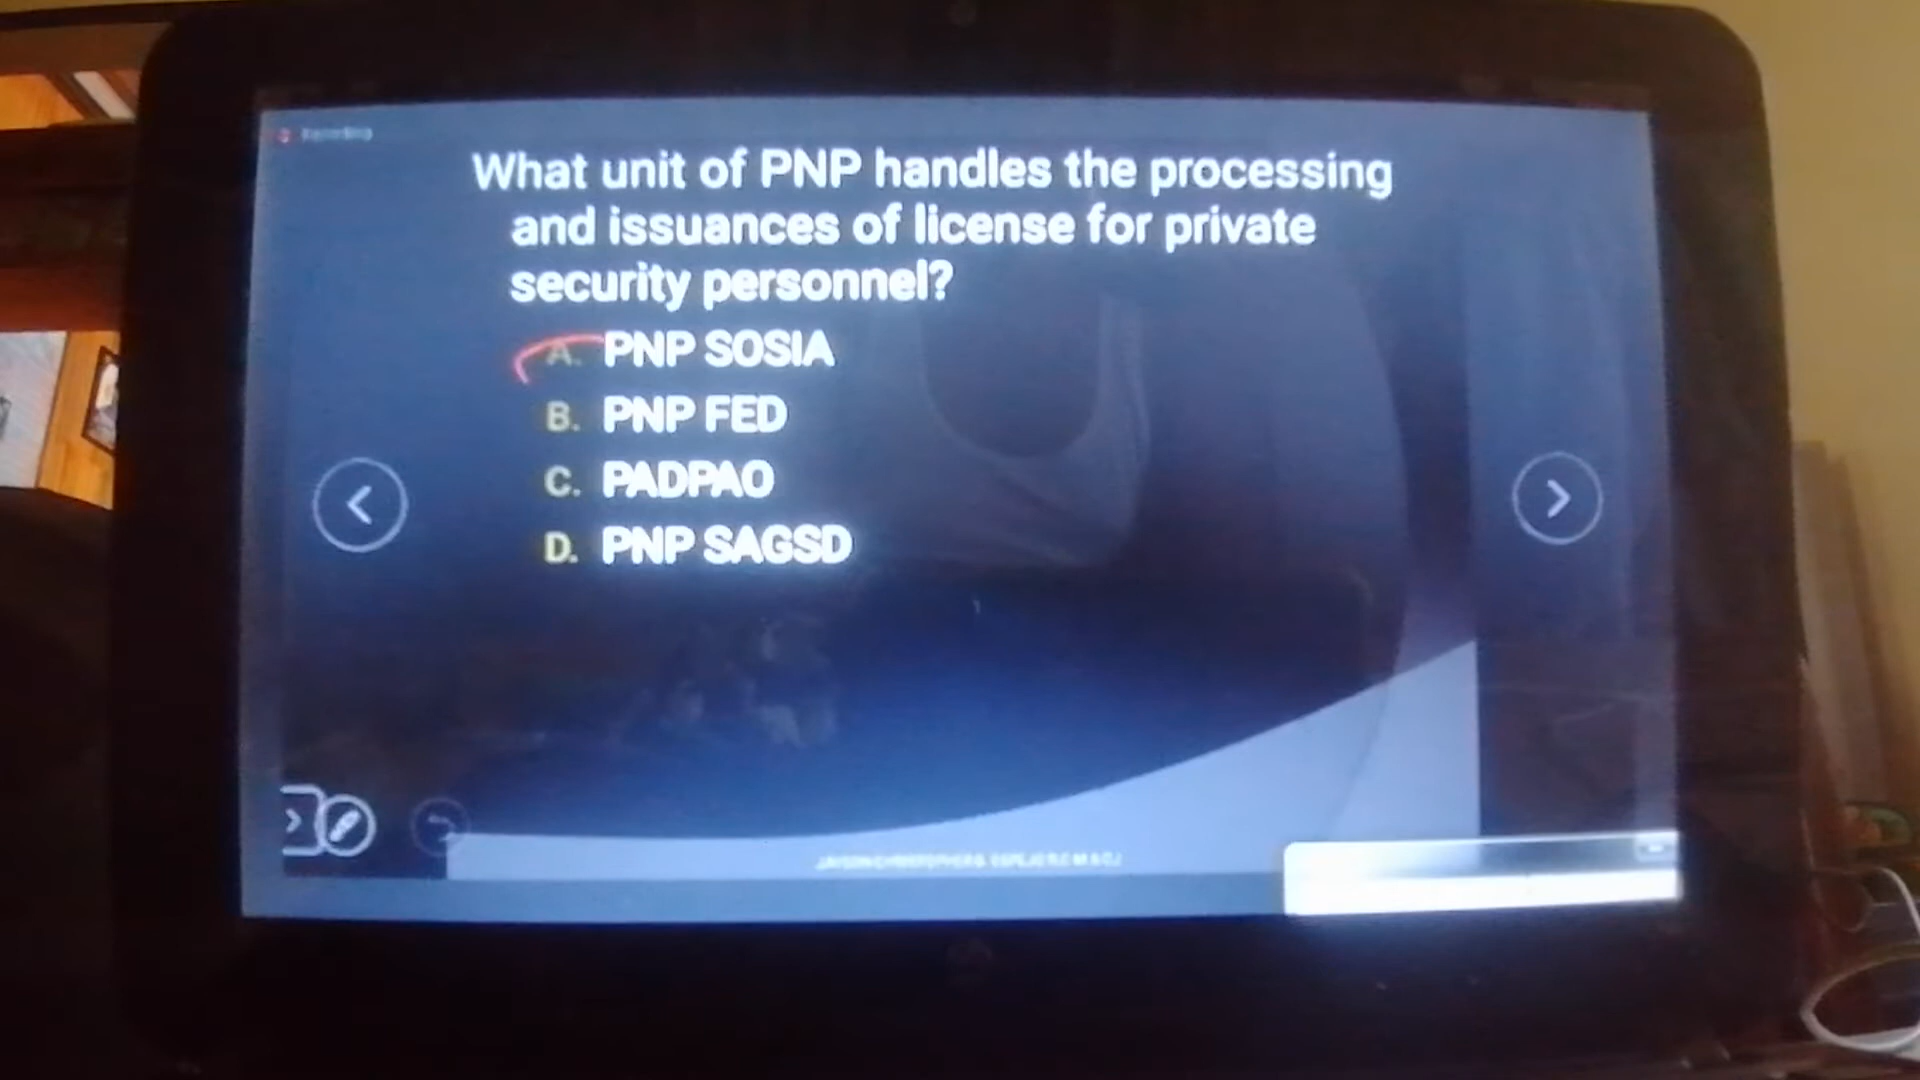 Recording
What unit of PNP handles the processing
and issuances of license for private
security personnel?
A. PNP SOSIA
B. PNP FED
C. PADPAO
D. PNP SAGSD